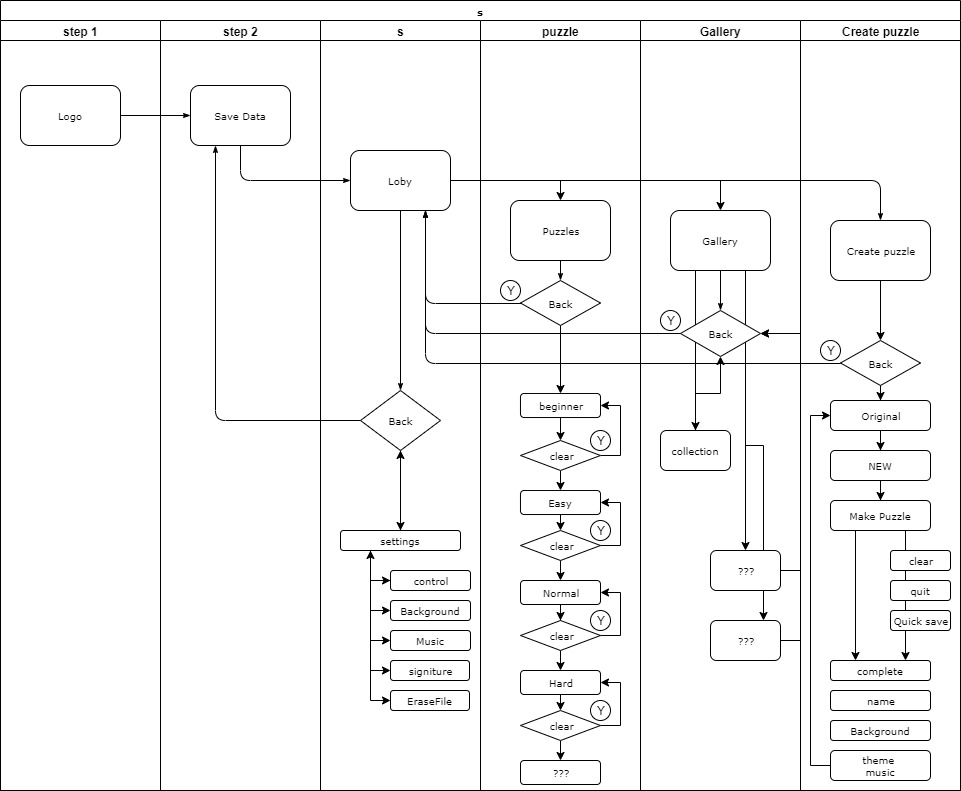 s
step 1
step 2
s
puzzle
Gallery
Create puzzle
Logo
Save Data
Loby
Back
settings
control
Background
Music
signiture
EraseFile
Puzzles
Y
Back
beginner
Y
clear
Easy
Y
clear
Normal
Y
clear
Hard
Y
clear
???
Gallery
Y
Back
collection
???
???
Create puzzle
Y
Back
Original
NEW
Make Puzzle
clear
quit
Quick save
complete
name
Background
theme
music